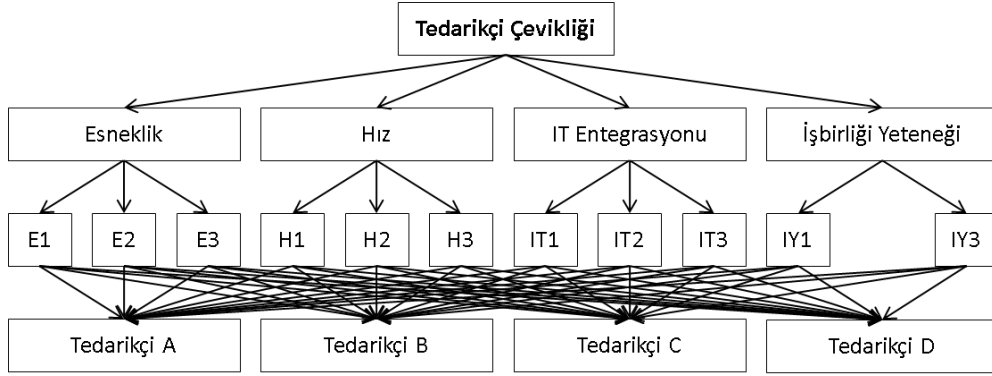 Tedarikçi Çevikliği
Esneklik
Hız
IT Entegrasyonu
İşbirliği Yeteneği
E1
E2
E3
H1
H2
H3
IT1
IT2
IT3
IY1
IY3
Tedarikçi A
Tedarikçi B
Tedarikçi C
Tedarikçi D